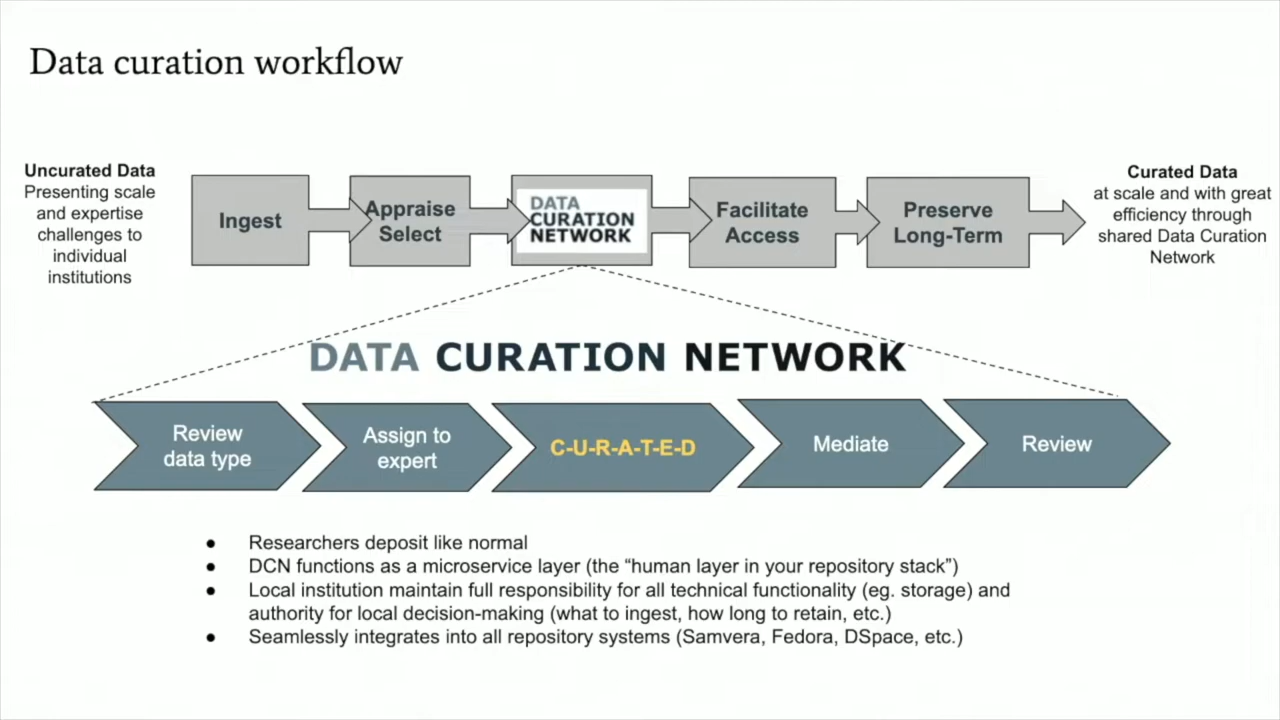 Data curation workflow
Uncurated Data
Presenting scale
and expertise
challenges to
individual
institutions
Ingest
Appraise
Select
DATA
CURATION
NETWORK
Facilitate
Access
Preserve
Long-Term
Curated Data
at scale and with great
efficiency through
shared Data Curation
Network
DATA CURATION NETWORK
Review
data type
Assign to
expert
C-U-R-A-T-E-D
Mediate
Review
● Researchers deposit like normal
● DCN functions as a microservice layer (the “human layer in your repository stack”)
● Local institution maintain full responsibility for all technical functionality (eg. storage) and
authority for local decision-making (what to ingest, how long to retain, etc.)
● Seamlessly integrates into all repository systems (Samvera, Fedora, DSpace, etc.)